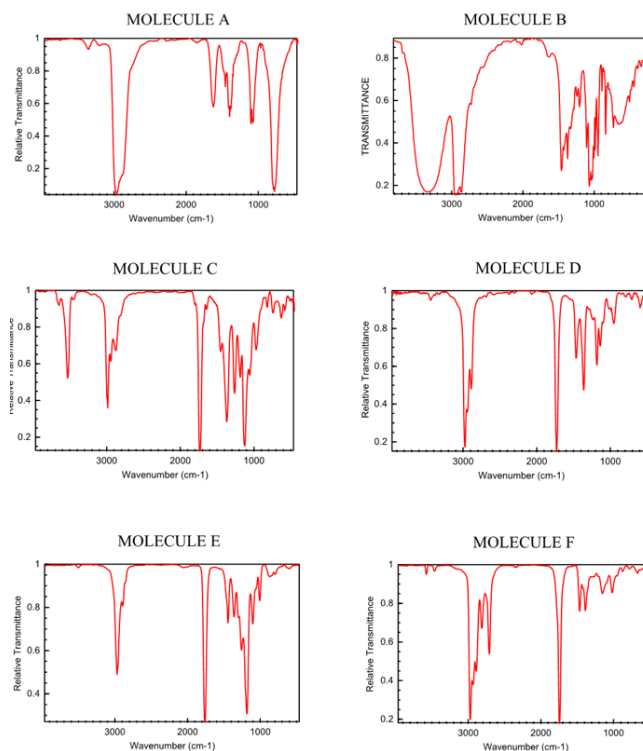 MOLECULE A
1
0.8
0.6
0.4
0.2
Relative Transmittance
3000
2000
1000
Wavenumber (cm-1)
MOLECULE B
0.8
0.6
0.4
0.2
TRANSMITTANCE
3000
2000
1000
Wavenumber (cm-1)
MOLECULE C
1
0.8
0.6
0.4
0.2
Relative Transmittance
3000
2000
1000
Wavenumber (cm-1)
MOLECULE D
1
0.8
0.6
0.4
0.2
Relative Transmittance
3000
2000
1000
Wavenumber (cm-1)
MOLECULE E
1
0.8
0.6
0.4
Relative Transmittance
3000
2000
1000
Wavenumber (cm-1)
MOLECULE F
1
0.8
0.6
0.4
0.2
Relative Transmittance
3000
2000
1000
Wavenumber (cm-1)